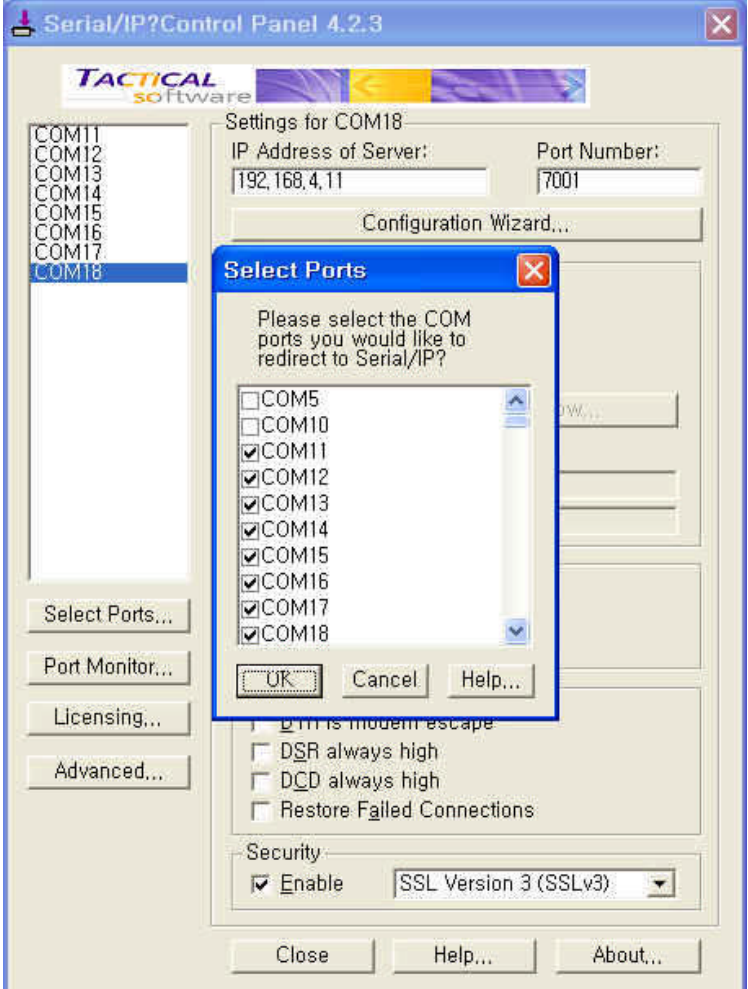 Serial/IP?Control Panel 4.2.3
TACTICAL
software
COM11
COM12
COM13
COM14
COM15
COM16
COM17
COM18
Select Ports,,,
Port Monitor,,,
Licensing,,,
Advanced,,,
Settings for COM18
IP Address of Server:
Port Number:
192,168,4,11
7001
Configuration Wizard,,,
Select Ports
Please select the COM
ports you would like to
redirect to Serial/IP?
COM5
COM10
COM11
COM12
COM13
COM14
COM15
COM16
COM17
COM18
OK
Cancel
Help,,,
DTR is modem escape
DSR always high
DCD always high
Restore Failed Connections
Security
Enable
SSL Version 3 (SSLv3)
Close
Help,,,
About,,,